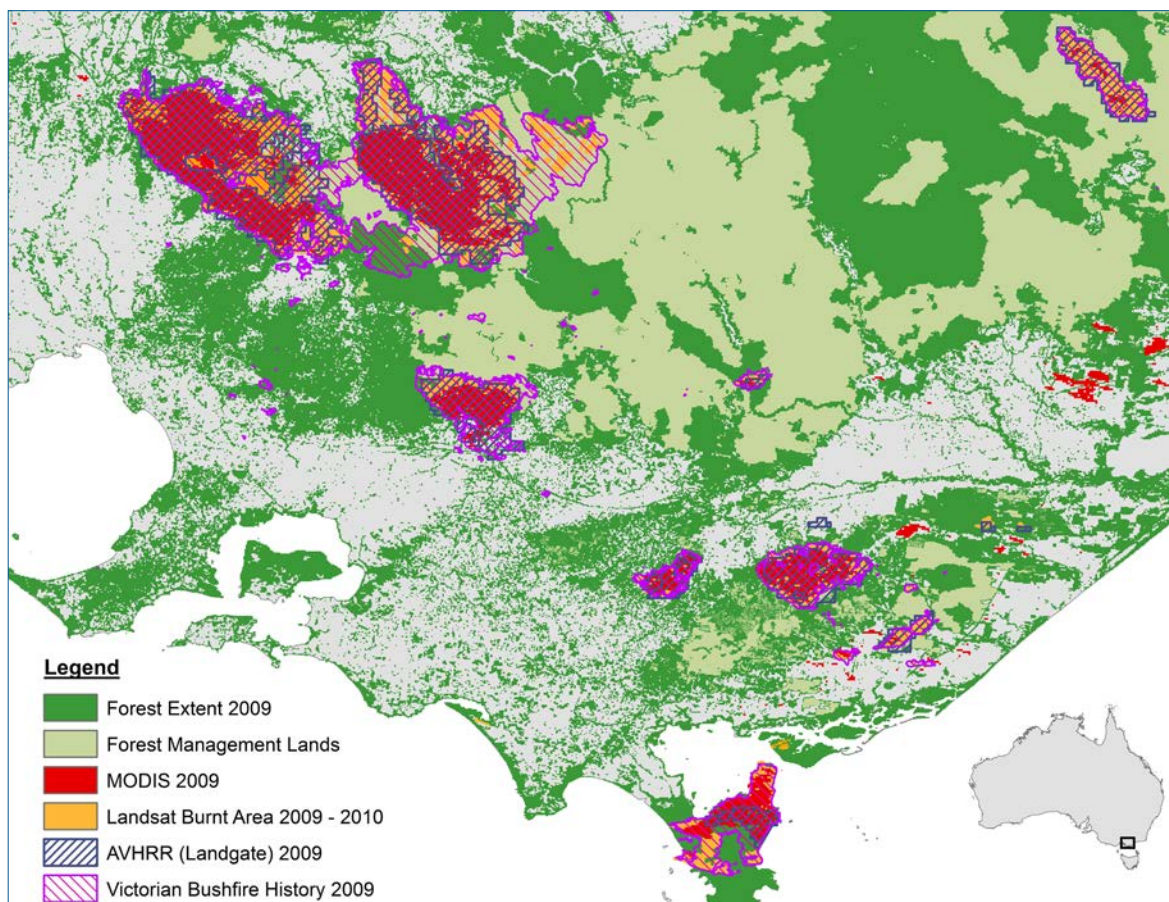 Legend
Forest Extent 2009
Forest Management Lands
MODIS 2009
Landsat Burnt Area 2009 - 2010
AVHRR (Landgate) 2009
Victorian Bushfire History 2009